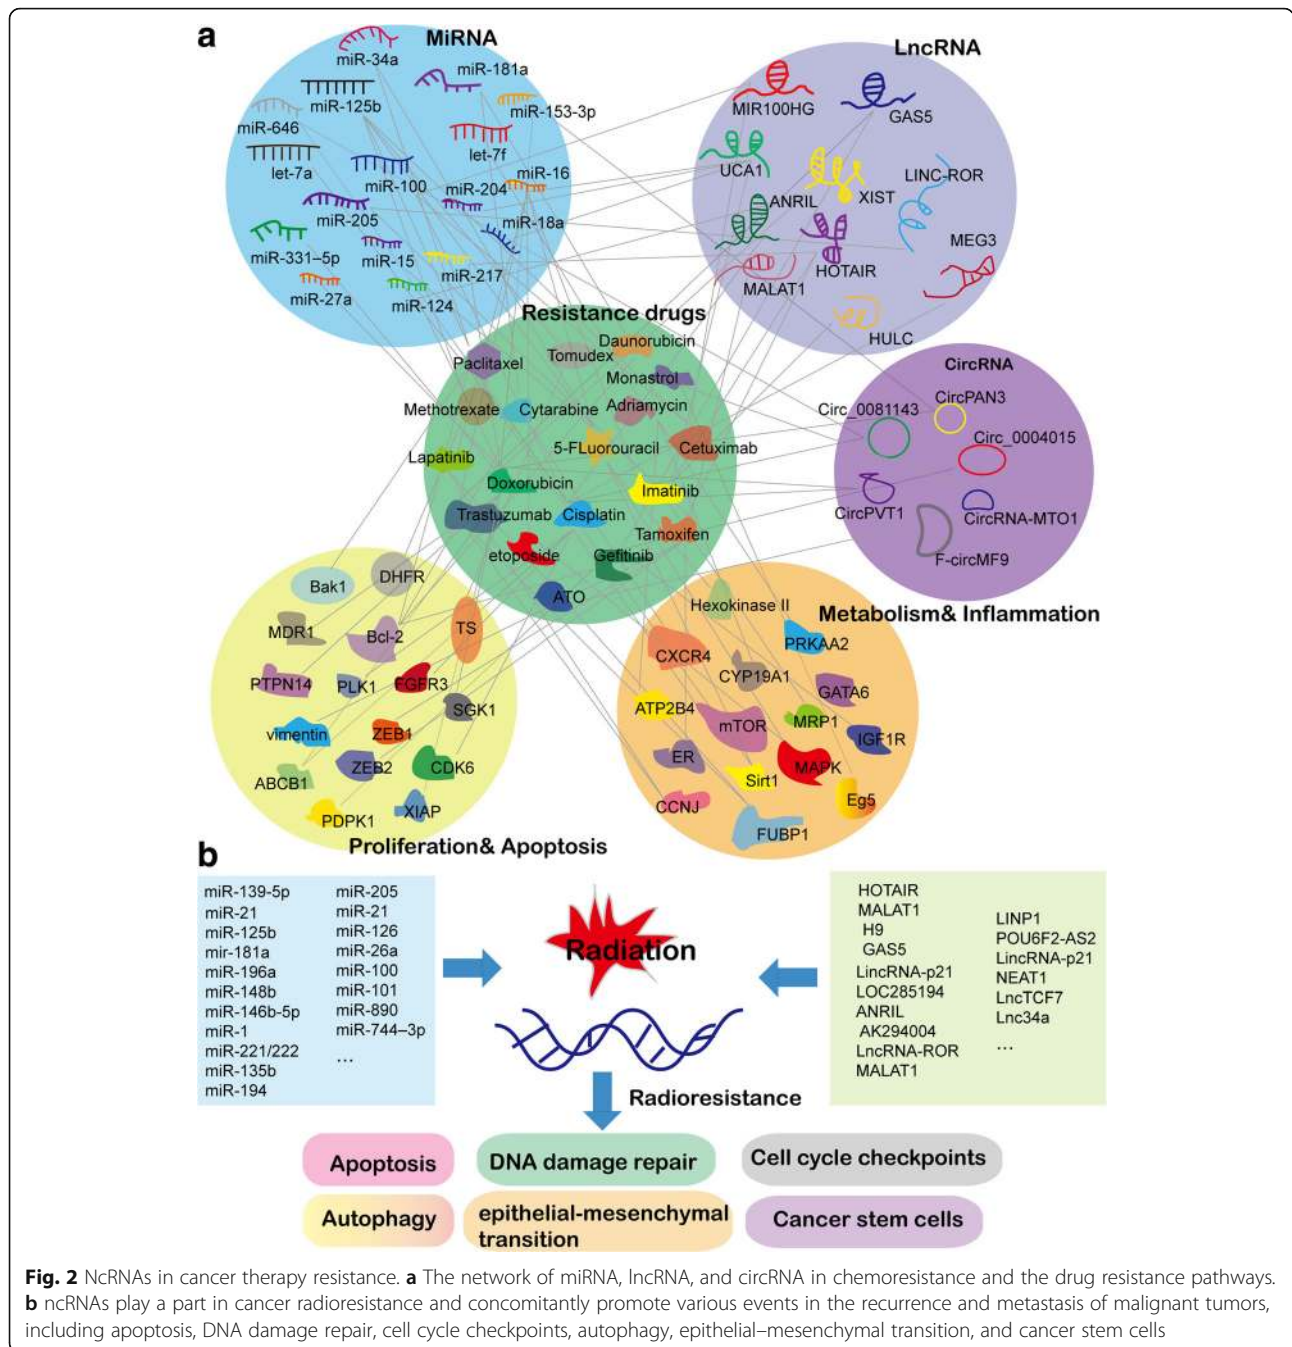 a
MiRNA
miR-34a
miR-181a
miR-125b
miR-153-3p
miR-646
let-7f
let-7a
miR-100
miR-204
miR-16
miR-205
miR-18a
miR-331–5p
miR-15
miR-217
miR-27a
miR-124
LncRNA
MIR100HG
GAS5
UCA1
LINC-ROR
ANRIL
XIST
MEG3
HOTAIR
MALAT1
HULC
Resistance drugs
Daunorubicin
Tomudex
Paclitaxel
Monastrol
Methotrexate
Cytarabine
Adriamycin
5-FLuorouracil
Cetuximab
Lapatinib
Doxorubicin
Imatinib
Trastuzumab
Cisplatin
Tamoxifen
etoposide
Gefitinib
ATO
CircRNA
CircPAN3
Circ_0081143
Circ_0004015
CircPVT1
CircRNA-MTO1
F-circMF9
Bak1
DHFR
MDR1
Bcl-2
TS
PTPN14
PLK1
FGFR3
SGK1
vimentin
ZEB1
ZEB2
CDK6
ABCB1
PDPK1
XIAP
Proliferation& Apoptosis
Metabolism& Inflammation
Hexokinase II
PRKAA2
CXCR4
CYP19A1
GATA6
ATP2B4
mTOR
MRP1
IGF1R
ER
MAPK
Sirt1
CCNJ
Eg5
FUBP1
b
miR-139-5p
miR-21
miR-125b
mir-181a
miR-196a
miR-148b
miR-146b-5p
miR-1
miR-221/222
miR-135b
miR-194
miR-205
miR-21
miR-126
miR-26a
miR-100
miR-101
miR-890
miR-744–3p
...
Radiation
HOTAIR
MALAT1
H9
GAS5
LincRNA-p21
LOC285194
ANRIL
AK294004
LncRNA-ROR
MALAT1
LINP1
POU6F2-AS2
LincRNA-p21
NEAT1
LncTCF7
Lnc34a
...
Radioresistance
Apoptosis
DNA damage repair
Cell cycle checkpoints
Autophagy
epithelial-mesenchymal
transition
Cancer stem cells
Fig. 2 NcRNAs in cancer therapy resistance. a The network of miRNA, lncRNA, and circRNA in chemoresistance and the drug resistance pathways.
b ncRNAs play a part in cancer radioresistance and concomitantly promote various events in the recurrence and metastasis of malignant tumors,
including apoptosis, DNA damage repair, cell cycle checkpoints, autophagy, epithelial–mesenchymal transition, and cancer stem cells